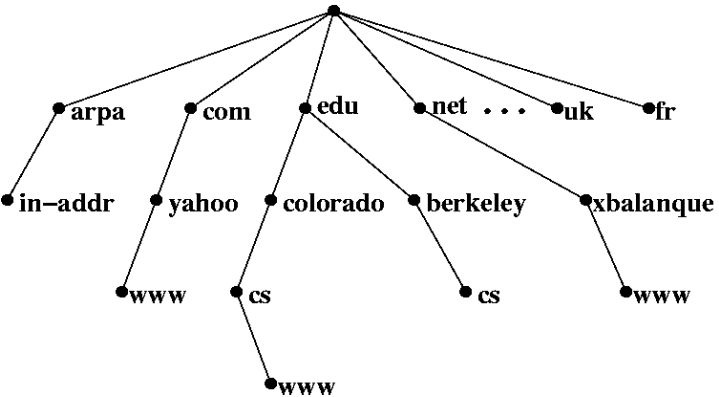 arpa com edu net . . . uk fr
in-addr yahoo colorado berkeley xbalanque
www cs cs www
www